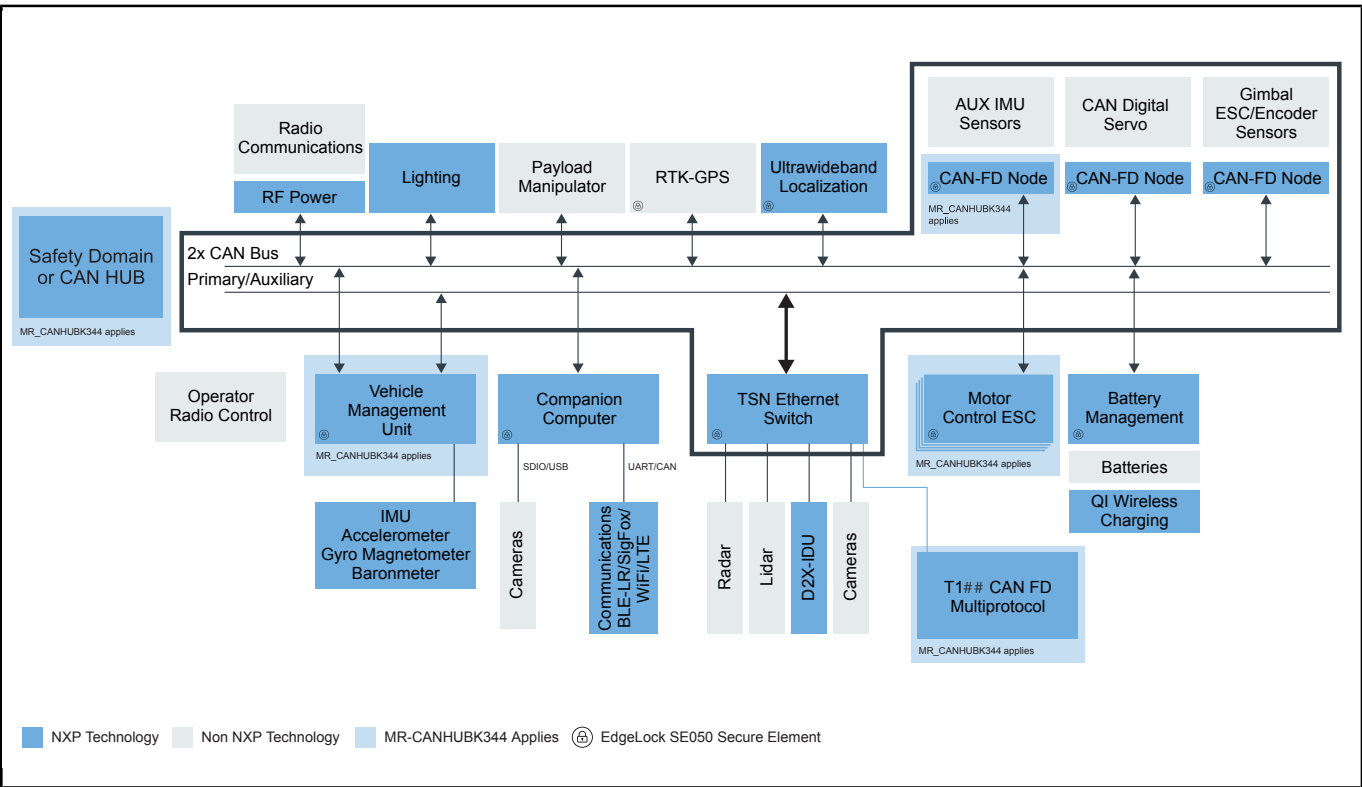 AUX IMU
Sensors
CAN Digital
Servo
Gimbal
ESC/Encoder
Sensors
Radio
Communications
RF Power
Lighting
Payload
Manipulator
RTK-GPS
Ultrawideband
Localization
CAN-FD Node
MR_CANHUBK344
applies
CAN-FD Node
CAN-FD Node
Safety Domain
or CAN HUB
MR_CANHUBK344 applies
2x CAN Bus
Primary/Auxiliary
Operator
Radio Control
Vehicle
Management
Unit
MR_CANHUBK344 applies
Companion
Computer
TSN Ethernet
Switch
Motor
Control ESC
MR_CANHUBK344 applies
Battery
Management
Batteries
QI Wireless
Charging
SDIO/USB
UART/CAN
IMU
Accelerometer
Gyro Magnetometer
Baronmeter
Cameras
Communications
BLE-LR/SigFox/
WiFi/LTE
Radar
Lidar
D2X-IDU
Cameras
T1## CAN FD
Multiprotocol
MR_CANHUBK344 applies
NXP Technology
Non NXP Technology
MR-CANHUBK344 Applies
EdgeLock SE050 Secure Element